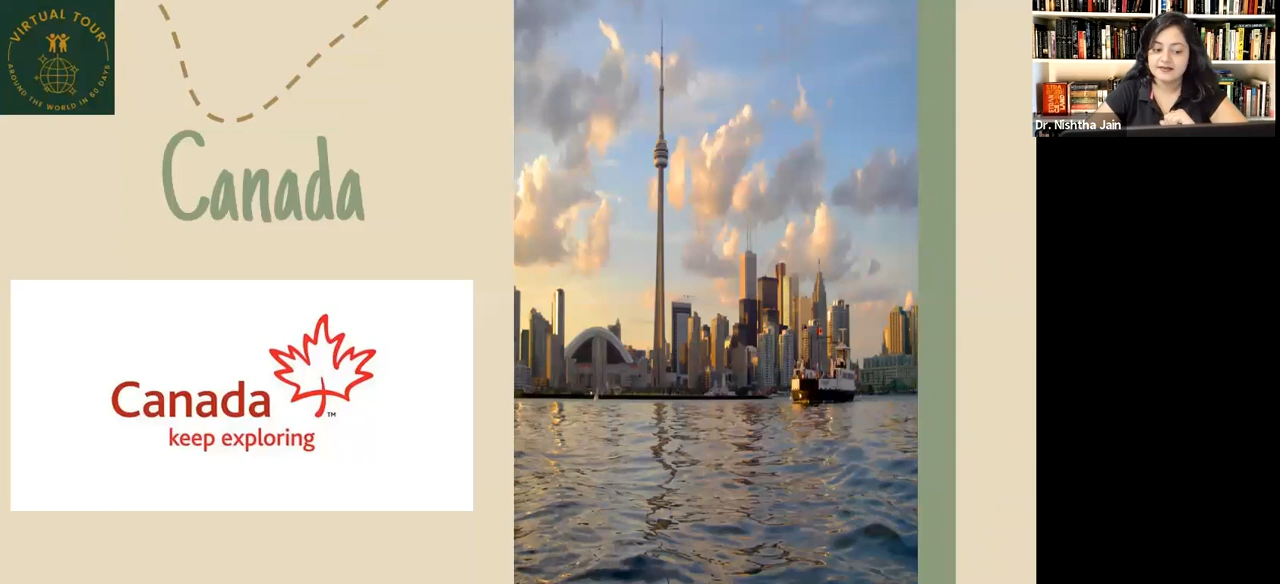 VIRTUAL TOUR
AROUND THE WORLD IN 60 DAYS
Canada
Canada
TM
keep exploring
Dr. Nishtha Jain